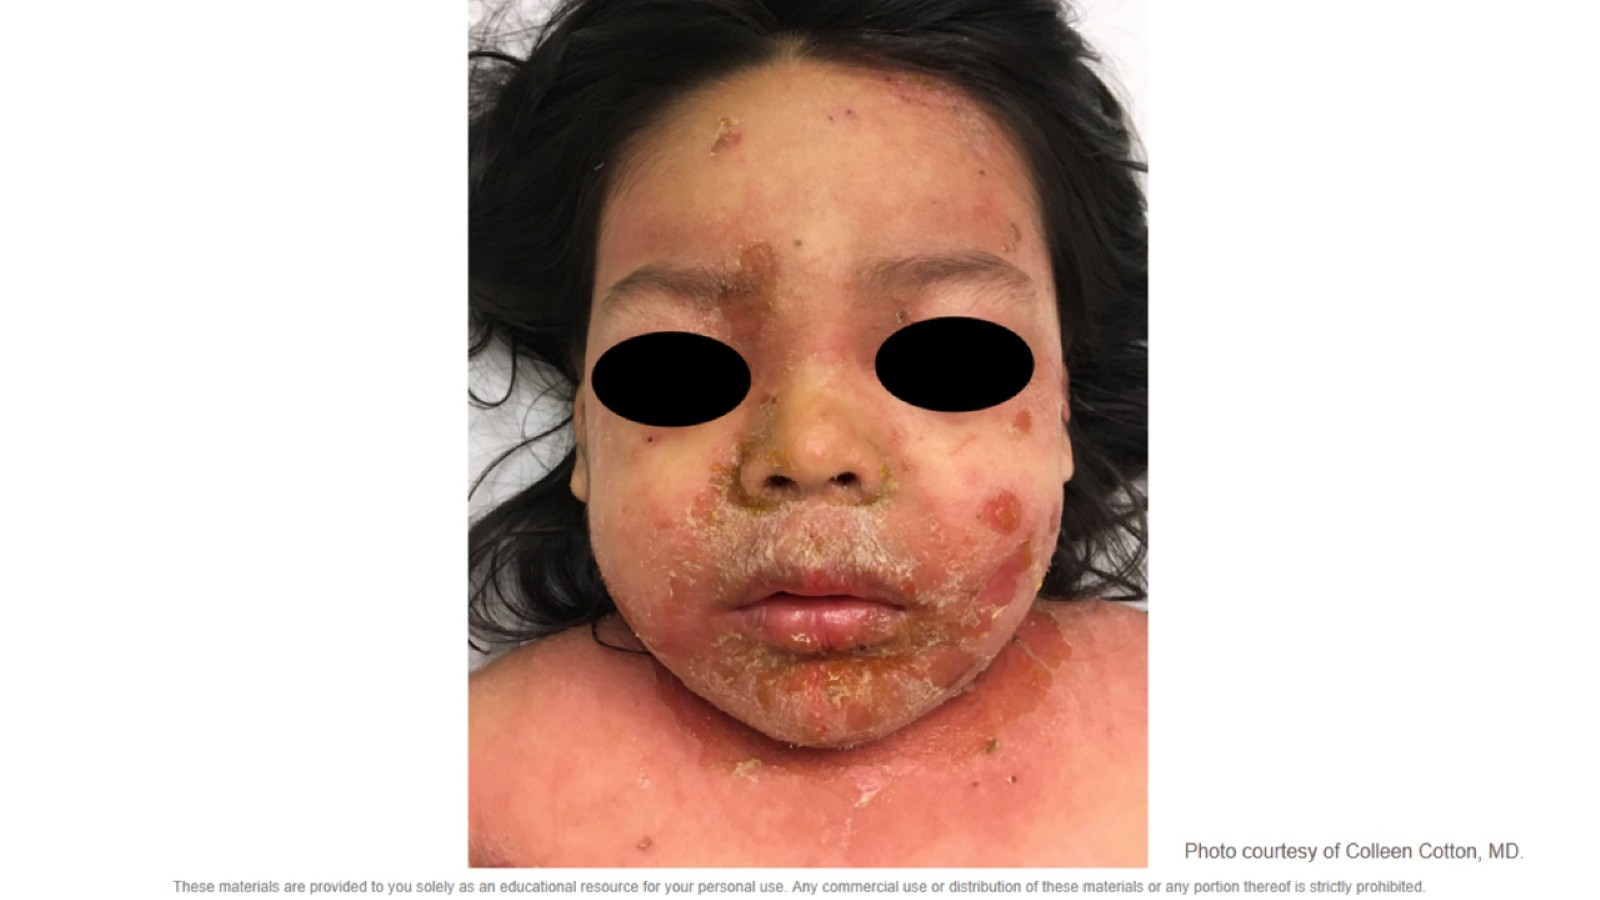 Photo courtesy of Colleen Cotton, MD.
These materials are provided to you solely as an educational resource for your personal use. Any commercial use or distribution of these materials or any portion thereof is strictly prohibited.